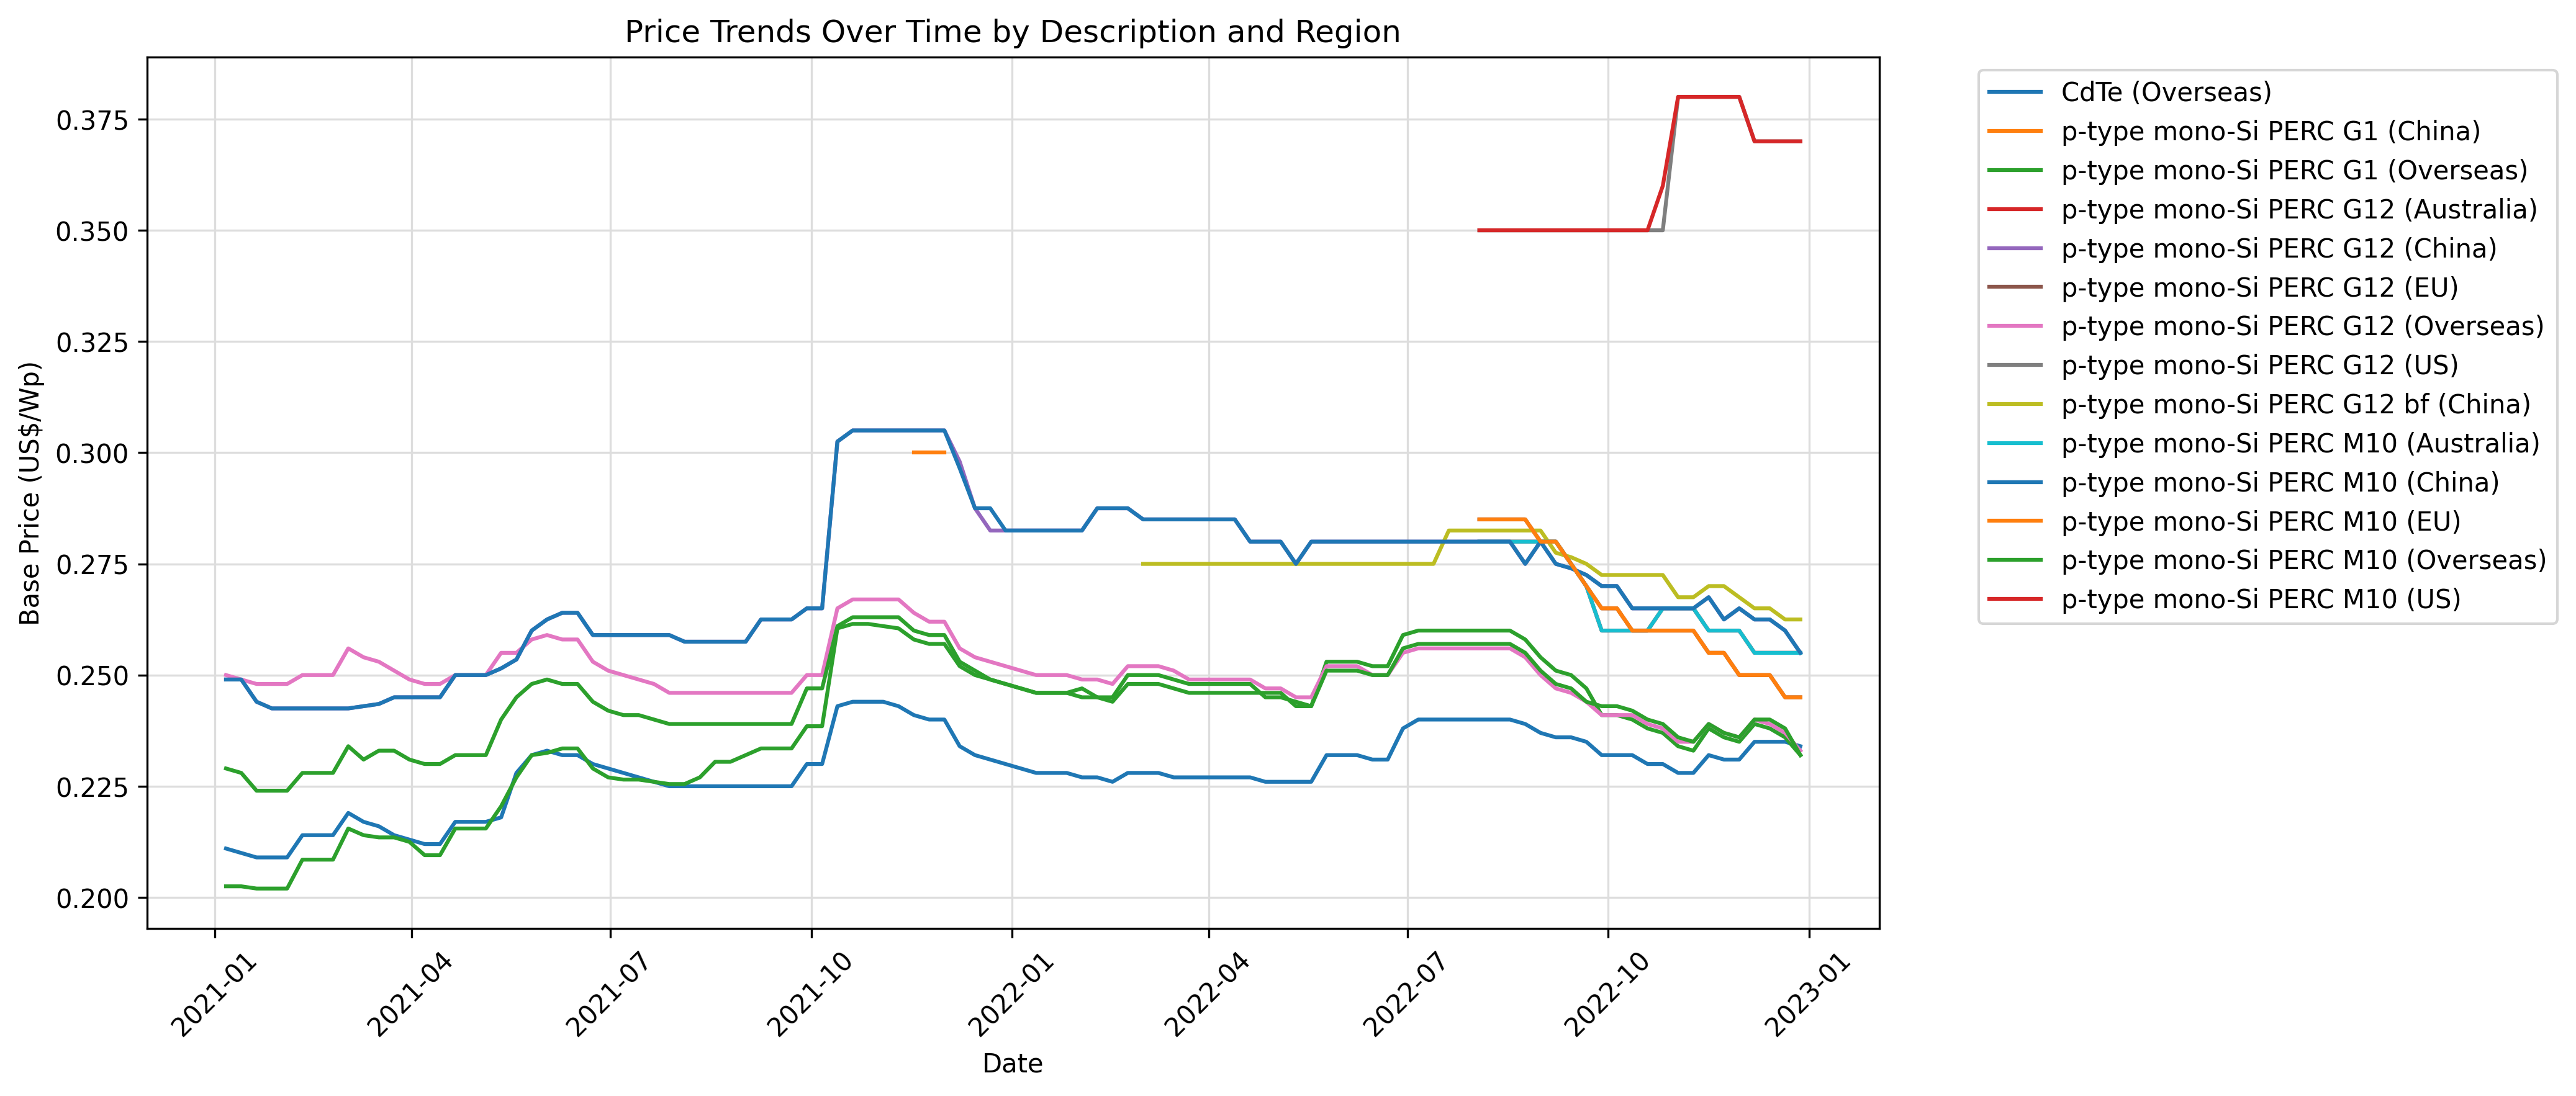 Price Trends Over Time by Description and Region
Base Price (US$/Wp)
0.375
0.350
0.325
0.300
0.275
0.250
0.225
0.200
2021-01
2021-04
2021-07
2021-10
2022-01
2022-04
2022-07
2022-10
2023-01
Date
CdTe (Overseas)
p-type mono-Si PERC G1 (China)
p-type mono-Si PERC G1 (Overseas)
p-type mono-Si PERC G12 (Australia)
p-type mono-Si PERC G12 (China)
p-type mono-Si PERC G12 (EU)
p-type mono-Si PERC G12 (Overseas)
p-type mono-Si PERC G12 (US)
p-type mono-Si PERC G12 bf (China)
p-type mono-Si PERC M10 (Australia)
p-type mono-Si PERC M10 (China)
p-type mono-Si PERC M10 (EU)
p-type mono-Si PERC M10 (Overseas)
p-type mono-Si PERC M10 (US)